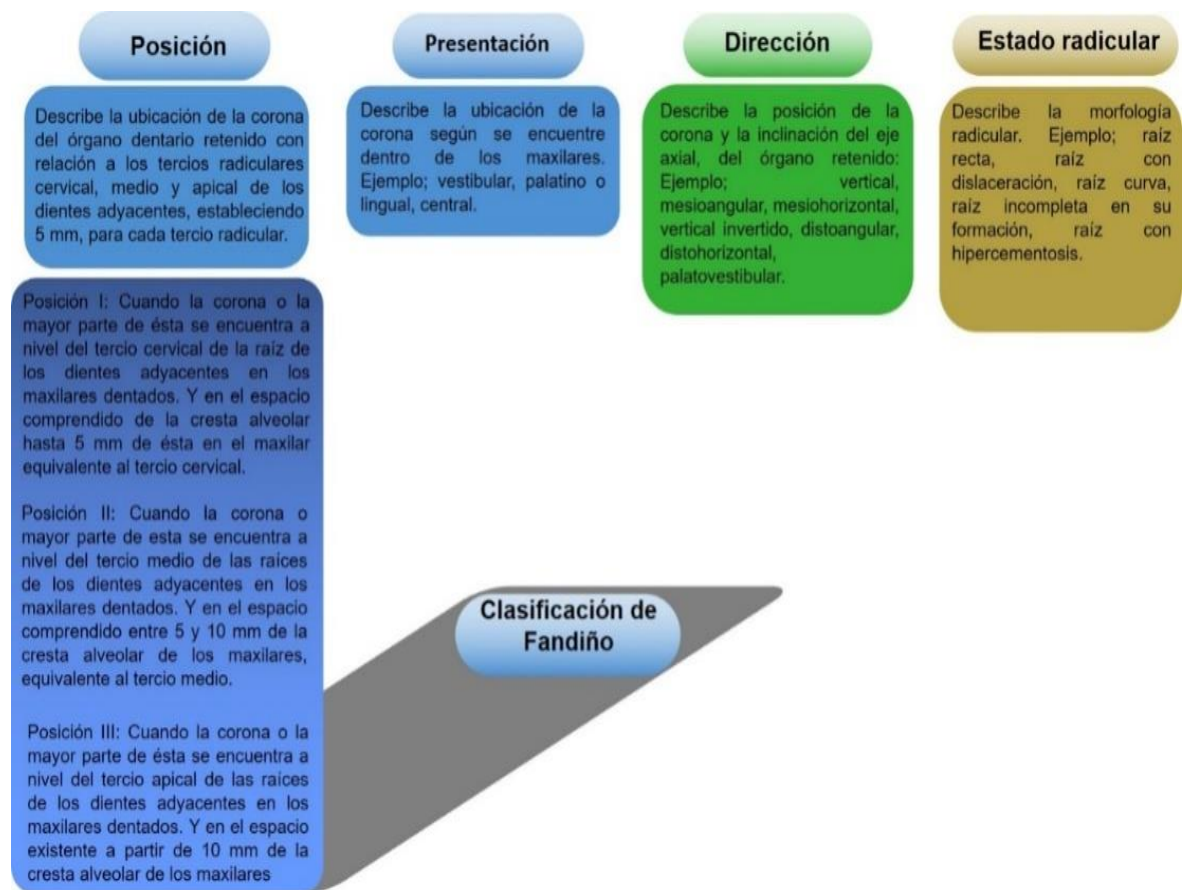 Posición
Describe la ubicación de la corona
del órgano dentario retenido con
relación a los tercios radiculares
cervical, medio y apical de los
dientes adyacentes, estableciendo
5 mm, para cada tercio radicular.
Posición I: Cuando la corona o la
mayor parte de ésta se encuentra a
nivel del tercio cervical de la raíz de
los dientes adyacentes en los
maxilares dentados. Y en el espacio
comprendido de la cresta alveolar
hasta 5 mm de ésta en el maxilar
equivalente al tercio cervical.
Posición II: Cuando la corona o
mayor parte de esta se encuentra a
nivel del tercio medio de las raíces
de los dientes adyacentes en los
maxilares dentados. Y en el espacio
comprendido entre 5 y 10 mm de la
cresta alveolar de los maxilares,
equivalente al tercio medio.
Posición III: Cuando la corona o la
mayor parte de ésta se encuentra a
nivel del tercio apical de las raíces
de los dientes adyacentes en los
maxilares dentados. Y en el espacio
existente a partir de 10 mm de la
cresta alveolar de los maxilares
Presentación
Describe la ubicación de la
corona según se encuentre
dentro de los maxilares.
Ejemplo; vestibular, palatino o
lingual, central.
Dirección
Describe la posición de la
corona y la inclinación del eje
axial, del órgano retenido:
Ejemplo; vertical,
mesioangular, mesiohorizontal,
vertical invertido, distoangular,
distohorizontal,
palatovestibular.
Estado radicular
Describe la morfología
radicular. Ejemplo; raíz
recta, raíz con
dislaceración, raíz curva,
raíz incompleta en su
formación, raíz con
hipercementosis.
Clasificación de
Fandiño